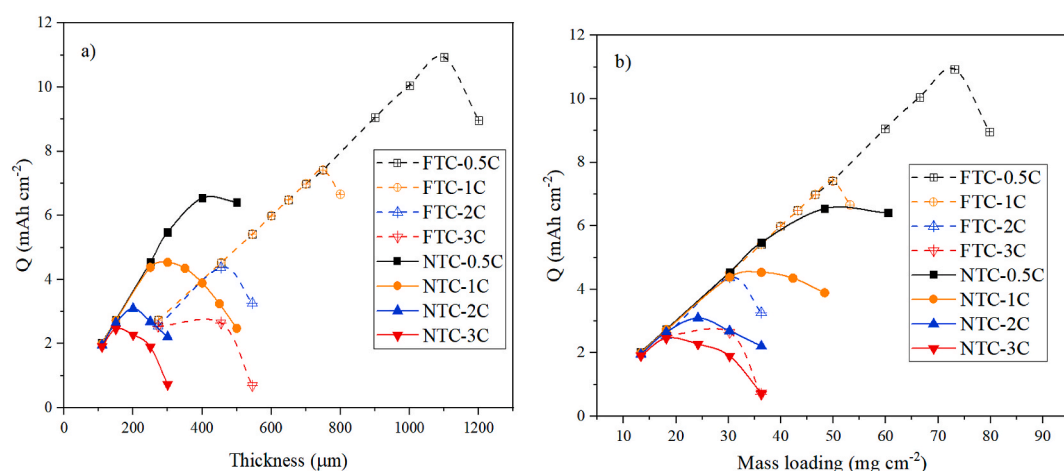 a)
Q (mAh cm-2)
12
10
8
6
4
2
0
FTC-0.5C
FTC-1C
FTC-2C
FTC-3C
NTC-0.5C
NTC-1C
NTC-2C
NTC-3C
0 200 400 600 800 1000 1200
Thickness (μm)
b)
Q (mAh cm-2)
12
10
8
6
4
2
0
FTC-0.5C
FTC-1C
FTC-2C
FTC-3C
NTC-0.5C
NTC-1C
NTC-2C
NTC-3C
10 20 30 40 50 60 70 80 90
Mass loading (mg cm-2)